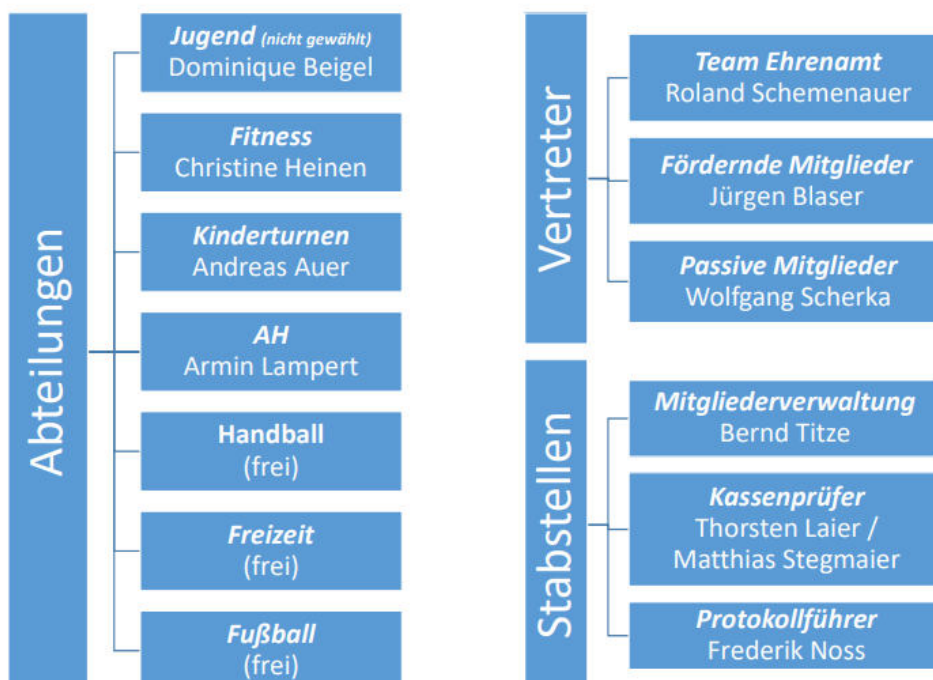 Abteilungen
Jugend (nicht gewählt)
Dominique Beigel
Fitness
Christine Heinen
Kinderturnen
Andreas Auer
AH
Armin Lampert
Handball
(frei)
Freizeit
(frei)
Fußball
(frei)
Vertreter
Team Ehrenamt
Roland Schemenauer
Fördernde Mitglieder
Jürgen Blaser
Passive Mitglieder
Wolfgang Scherka
Stabstellen
Mitgliederverwaltung
Bernd Titze
Kassenprüfer
Thorsten Laier /
Matthias Stegmaier
Protokollführer
Frederik Noss